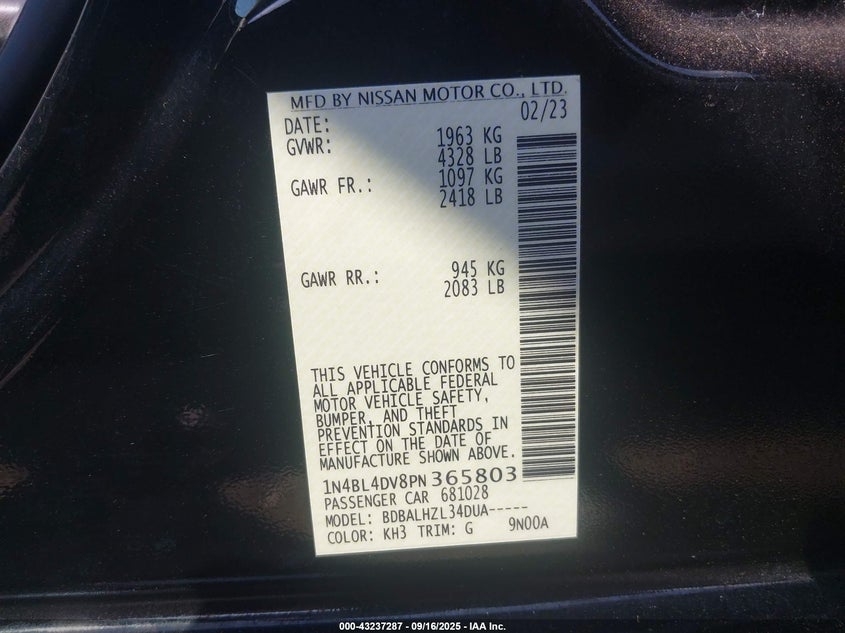 MFD BY NISSAN MOTOR CO., LTD.
DATE: 02/23
GVWR: 1963 KG
4328 LB
GAWR FR.: 1097 KG
2418 LB
GAWR RR.: 945 KG
2083 LB
THIS VEHICLE CONFORMS TO
ALL APPLICABLE FEDERAL
MOTOR VEHICLE SAFETY,
BUMPER, AND THEFT
PREVENTION STANDARDS IN
EFFECT ON THE DATE OF
MANUFACTURE SHOWN ABOVE.
1N4BL4DV8PN365803
PASSENGER CAR 681028
MODEL: BDBALHZL34DUA-----
COLOR: KH3 TRIM: G 9N00A
000-43237287 - 09/16/2025 - IAA Inc.